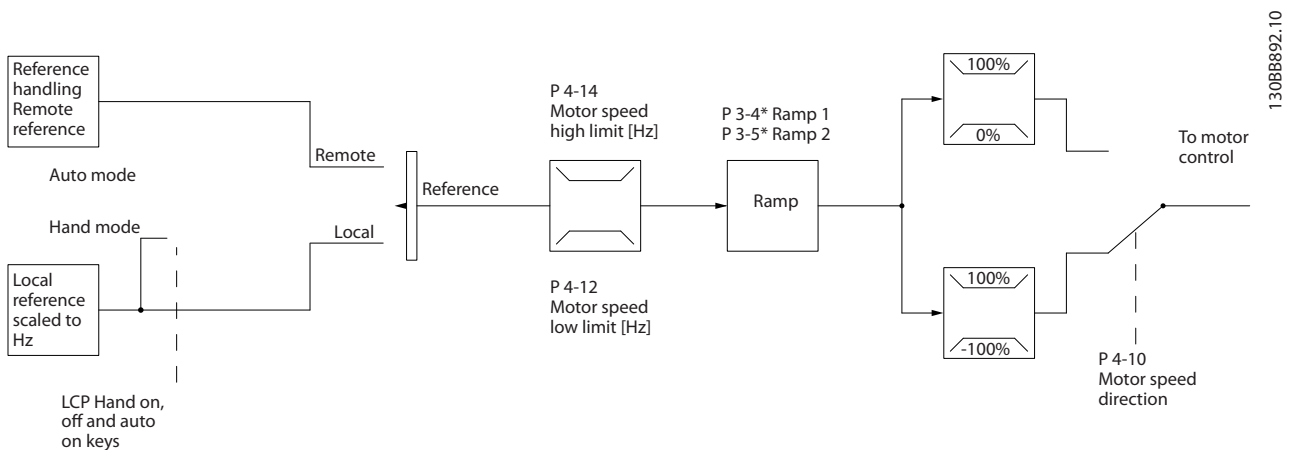 Reference
handling
Remote
reference
Auto mode
Hand mode
Local
reference
scaled to
Hz
LCP Hand on,
off and auto
on keys
Remote
Local
Reference
P 4-14
Motor speed
high limit [Hz]
P 4-12
Motor speed
low limit [Hz]
P 3-4* Ramp 1
P 3-5* Ramp 2
Ramp
100%
0%
100%
-100%
To motor
control
P 4-10
Motor speed
direction
130BB892.10